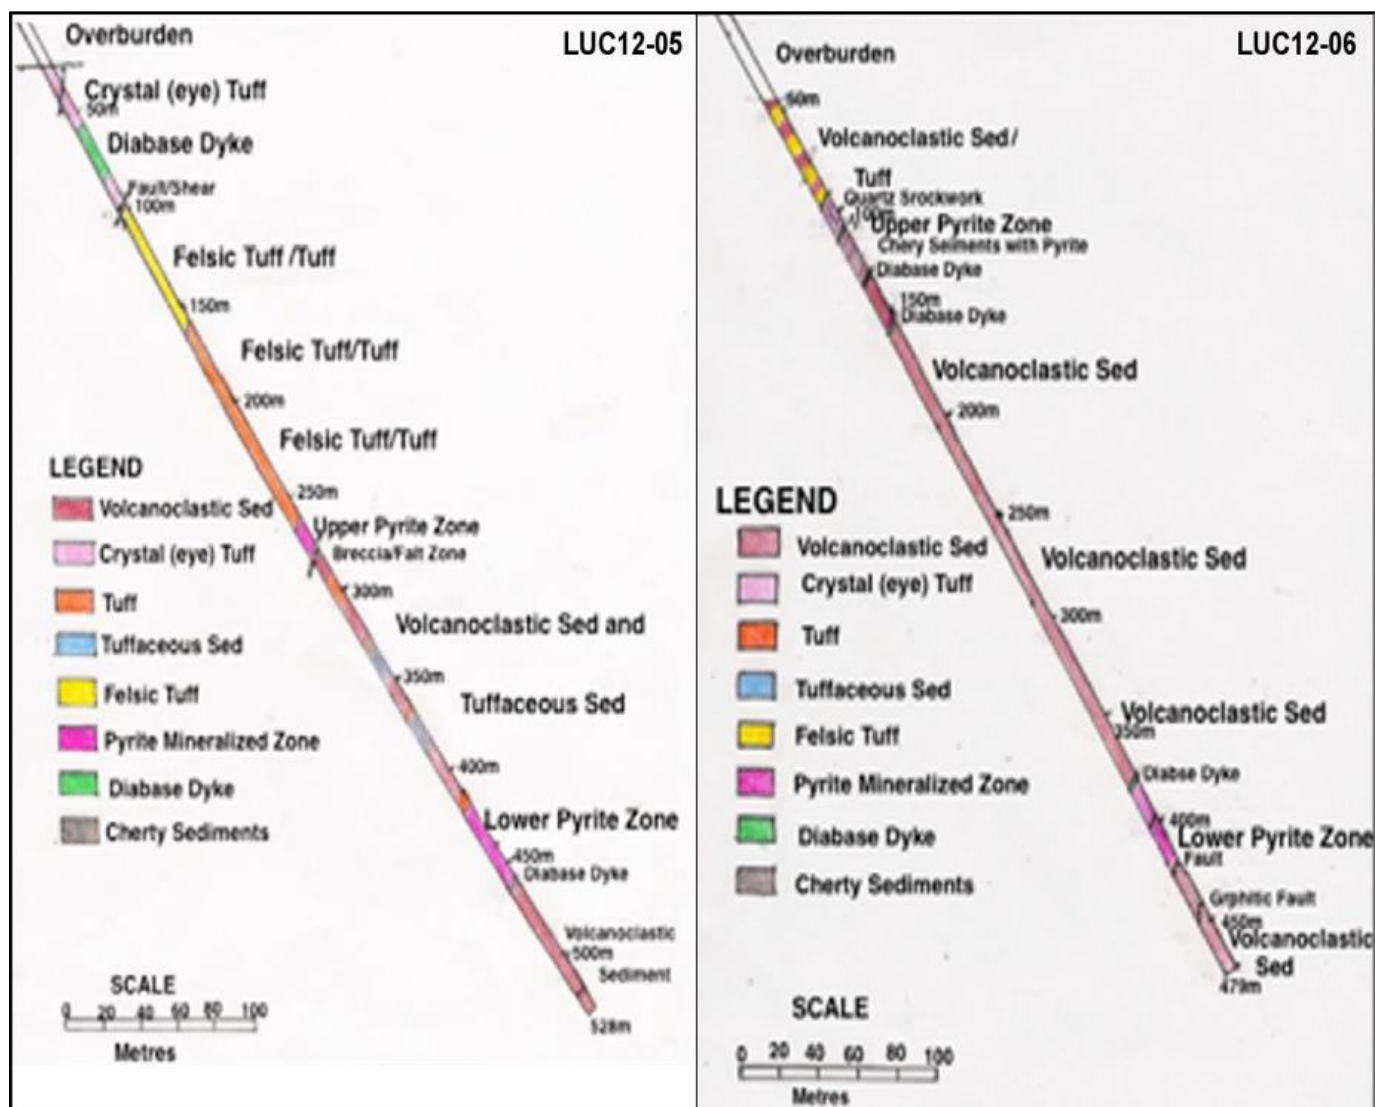 LUC12-05
Overburden
Crystal (eye) Tuff
50m
Diabase Dyke
Fault/Shear
100m
Felsic Tuff /Tuff
150m
Felsic Tuff/Tuff
200m
Felsic Tuff/Tuff
250m
Upper Pyrite Zone
Breccia/Falt Zone
300m
Volcanoclastic Sed and
350m
Tuffaceous Sed
400m
Lower Pyrite Zone
450m
Diabase Dyke
Volcanoclastic
500m
Sediment
528m
LEGEND
Volcanoclastic Sed
Crystal (eye) Tuff
Tuff
Tuffaceous Sed
Felsic Tuff
Pyrite Mineralized Zone
Diabase Dyke
Cherty Sediments
SCALE
0 20 40 60 80 100
Metres
LUC12-06
Overburden
50m
Volcanoclastic Sed/
Tuff
Quartz Srockwork
100m
Upper Pyrite Zone
Chery Seiments with Pyrite
Diabase Dyke
150m
Diabase Dyke
Volcanoclastic Sed
200m
250m
Volcanoclastic Sed
300m
Volcanoclastic Sed
350m
Diabse Dyke
400m
Lower Pyrite Zone
Fault
Grphitic Fault
450m
Volcanoclastic
Sed
479m
LEGEND
Volcanoclastic Sed
Crystal (eye) Tuff
Tuff
Tuffaceous Sed
Felsic Tuff
Pyrite Mineralized Zone
Diabase Dyke
Cherty Sediments
SCALE
0 20 40 60 80 100
Metres